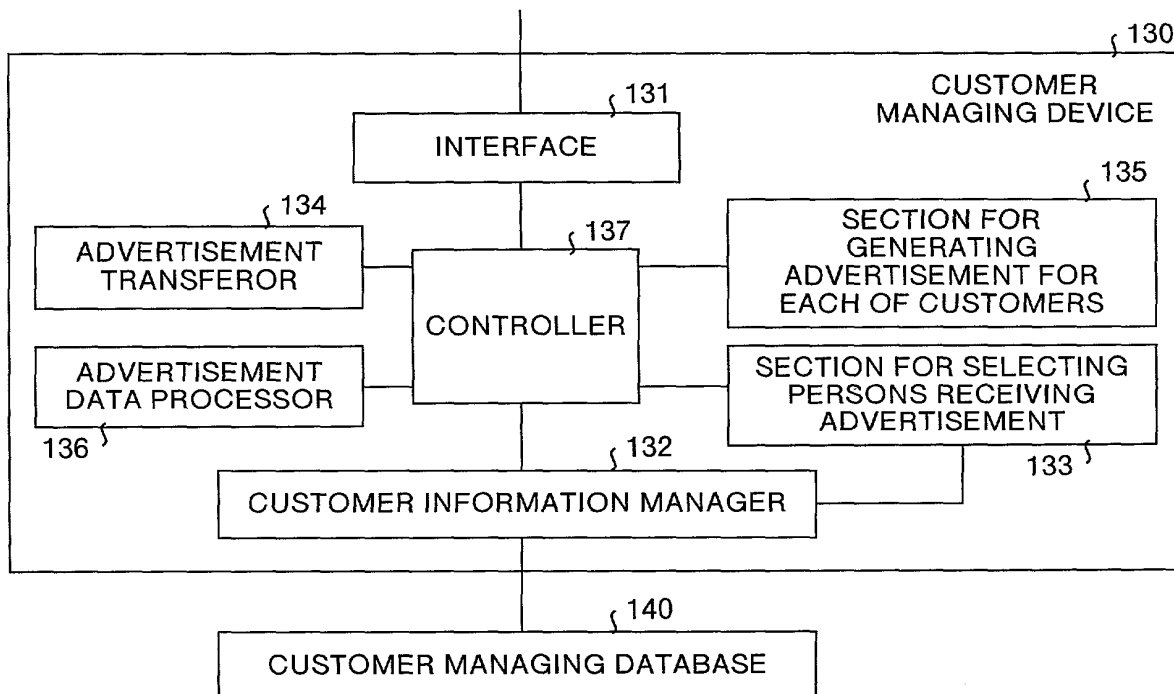 130
CUSTOMER
MANAGING DEVICE
131
INTERFACE
134
ADVERTISEMENT
TRANSFEROR
137
CONTROLLER
135
SECTION FOR
GENERATING
ADVERTISEMENT FOR
EACH OF CUSTOMERS
ADVERTISEMENT
DATA PROCESSOR
136
SECTION FOR SELECTING
PERSONS RECEIVING
ADVERTISEMENT
133
132
CUSTOMER INFORMATION MANAGER
140
CUSTOMER MANAGING DATABASE